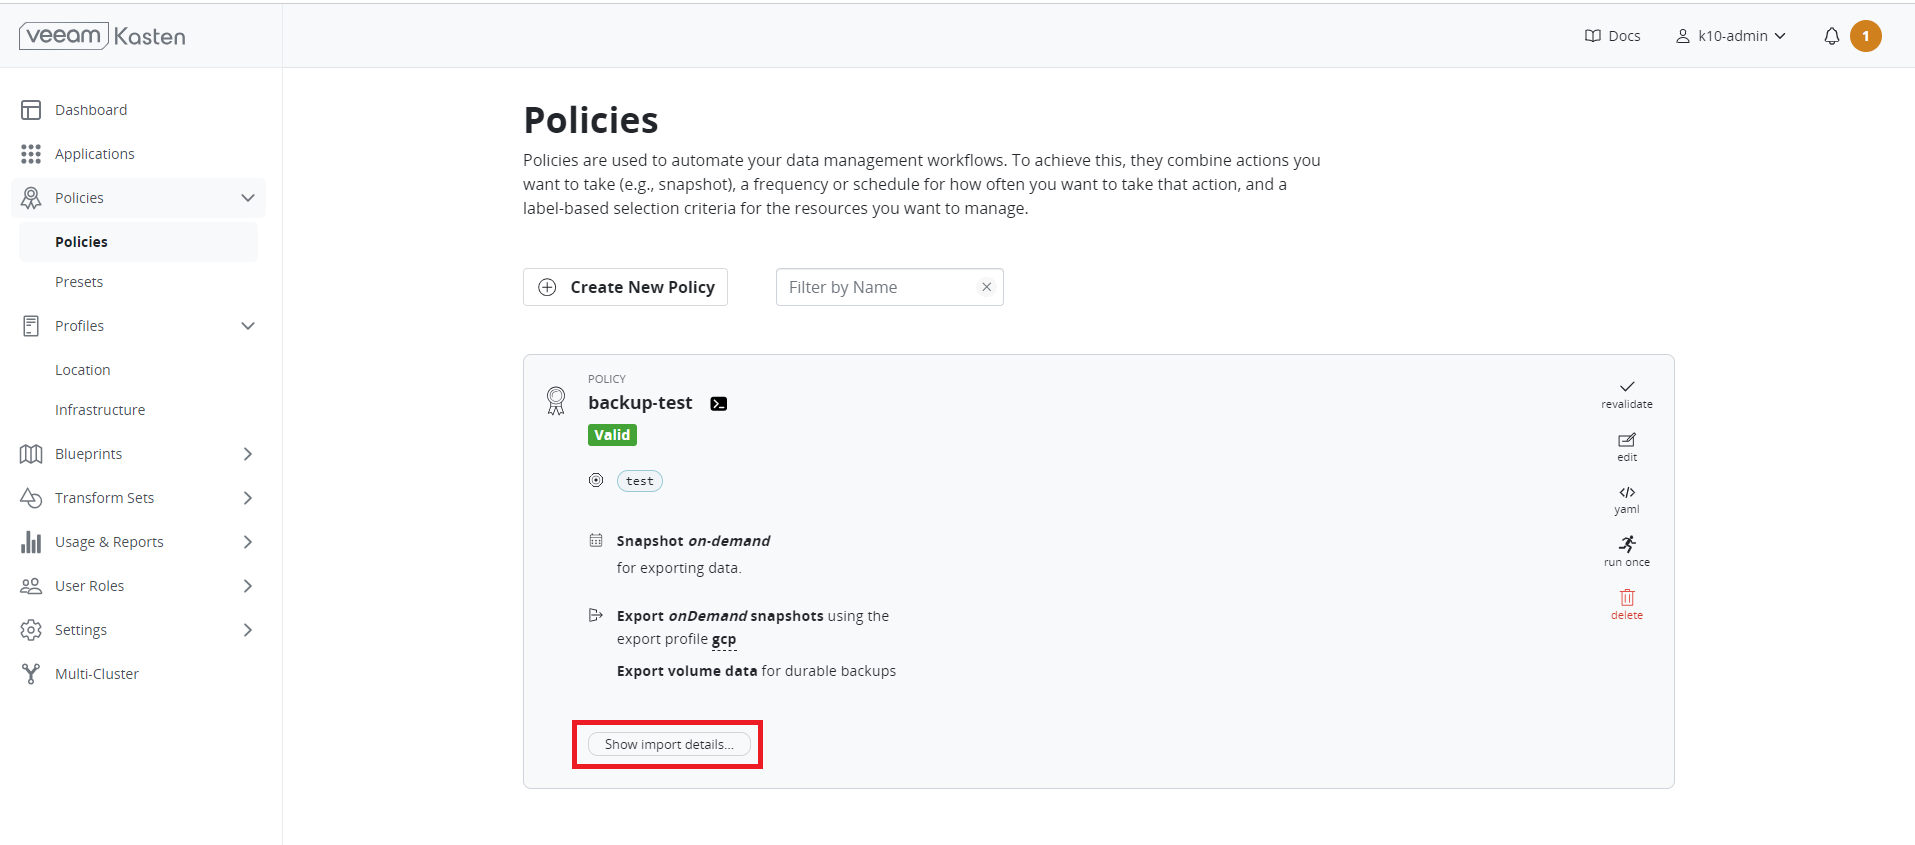 veeam Kasten
Docs
k10-admin
1
Dashboard
Applications
Policies
Policies
Presets
Profiles
Location
Infrastructure
Blueprints
Transform Sets
Usage & Reports
User Roles
Settings
Multi-Cluster
Policies
Policies are used to automate your data management workflows. To achieve this, they combine actions you
want to take (e.g., snapshot), a frequency or schedule for how often you want to take that action, and a
label-based selection criteria for the resources you want to manage.
Create New Policy
Filter by Name
POLICY
backup-test
Valid
test
Snapshot on-demand
for exporting data.
Export onDemand snapshots using the
export profile gcp
Export volume data for durable backups
Show import details...
revalidate
edit
yaml
run once
delete